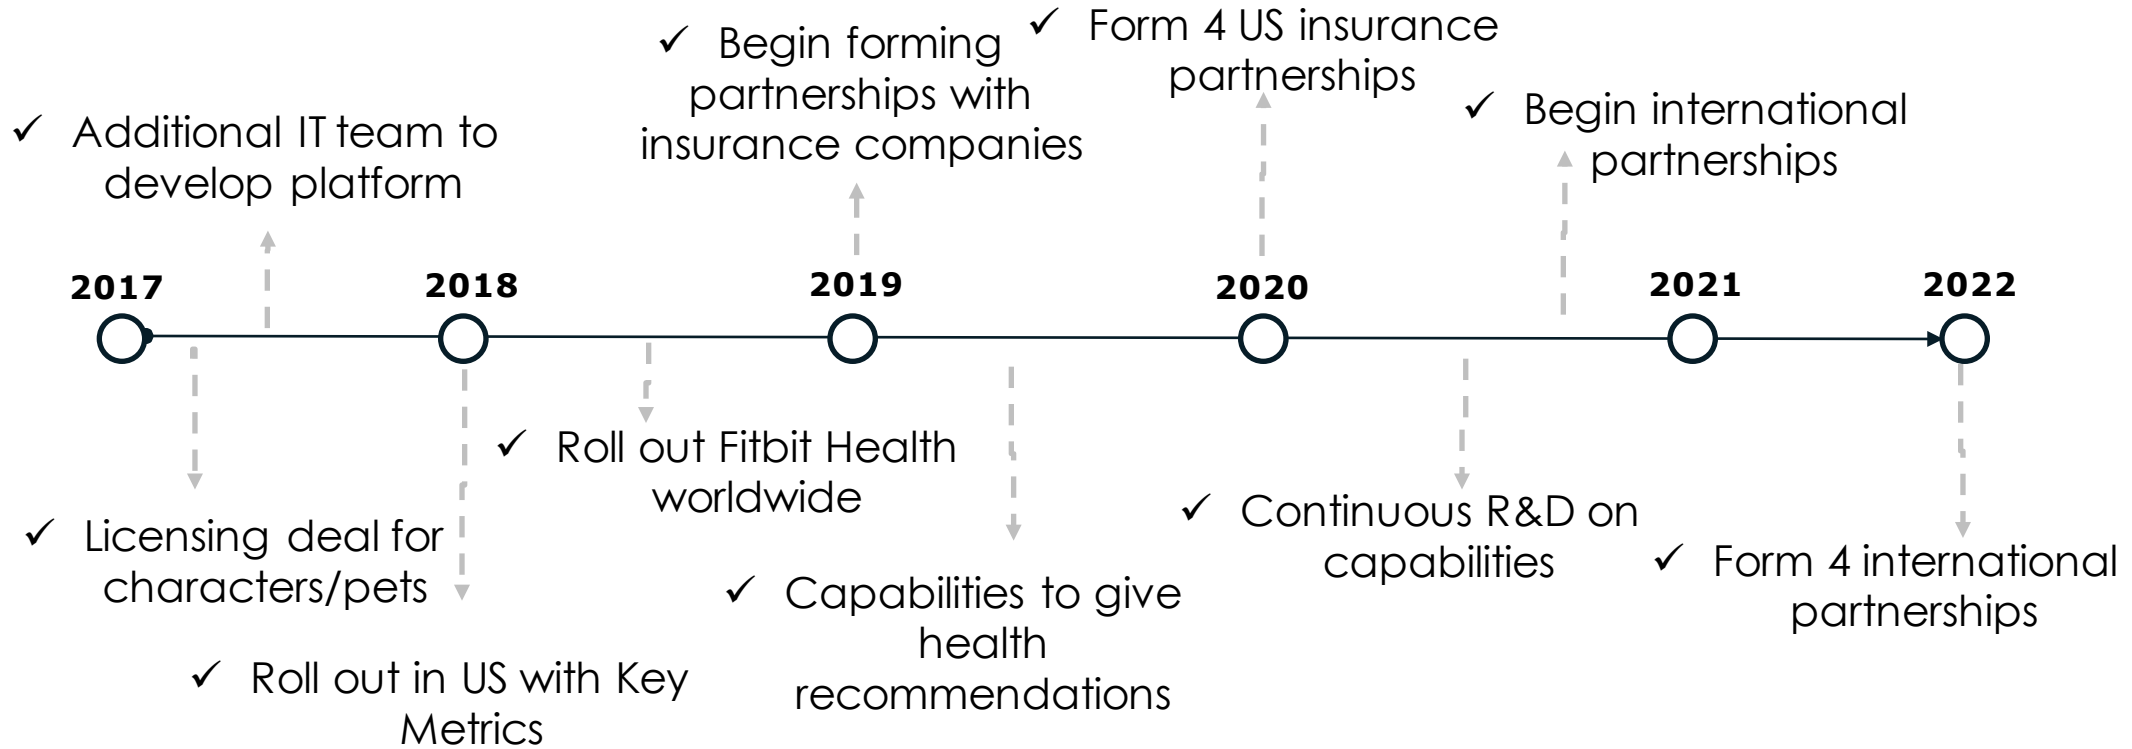 ✓ Additional IT team to
develop platform
✓ Begin forming
partnerships with
insurance companies
✓ Form 4 US insurance
partnerships
✓ Begin international
partnerships
2017
2018
2019
2020
2021
2022
✓ Licensing deal for
characters/pets
✓ Roll out in US with Key
Metrics
✓ Roll out Fitbit Health
worldwide
✓ Capabilities to give
health
recommendations
✓ Continuous R&D on
capabilities
✓ Form 4 international
partnerships